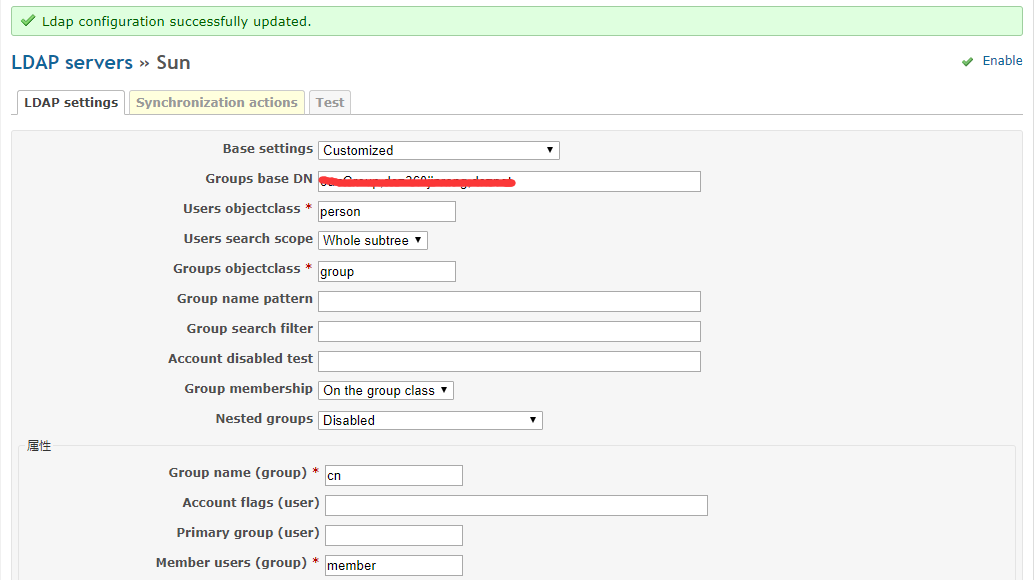 Ldap configuration successfully updated.
LDAP servers » Sun
Enable
LDAP settings Synchronization actions Test
Base settings Customized
Groups base DN
Users objectclass * person
Users search scope Whole subtree
Groups objectclass * group
Group name pattern
Group search filter
Account disabled test
Group membership On the group class
Nested groups Disabled
属性
Group name (group) * cn
Account flags (user)
Primary group (user)
Member users (group) * member